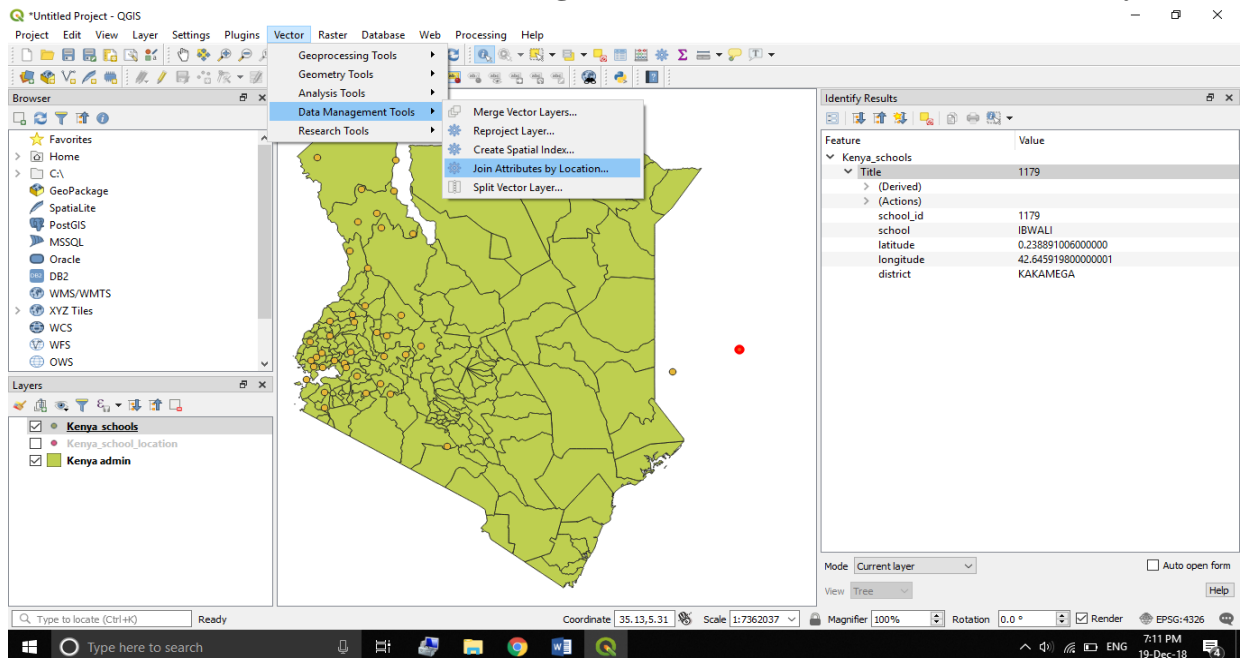 *Untitled Project - QGIS
Project Edit View Layer Settings Plugins Vector Raster Database Web Processing Help
Geoprocessing Tools
Geometry Tools
Analysis Tools
Data Management Tools
Research Tools
Merge Vector Layers...
Reproject Layer...
Create Spatial Index...
Join Attributes by Location...
Split Vector Layer...
Browser
Favorites
Home
C:\
GeoPackage
SpatiaLite
PostGIS
MSSQL
Oracle
DB2
WMS/WMTS
XYZ Tiles
WCS
WFS
OWS
Layers
Kenya schools
Kenya_school_location
Kenya admin
Identify Results
Feature Value
Kenya_schools
Title 1179
(Derived)
(Actions)
school_id 1179
school IBWALI
latitude 0.238891006000000
longitude 42.645919800000001
district KAKAMEGA
Mode Current layer Auto open form
View Tree Help
Type to locate (Ctrl+K) Ready Coordinate 35.13,5.31 Scale 1:7362037 Magnifier 100% Rotation 0.0 ° Render EPSG:4326
Type here to search ENG 7:11 PM
19-Dec-18